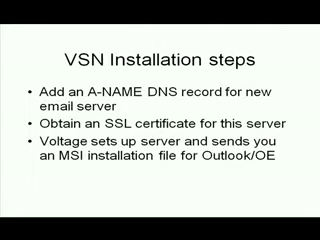 VSN Installation steps
• Add an A-NAME DNS record for new
email server
• Obtain an SSL certificate for this server
• Voltage sets up server and sends you
an MSI installation file for Outlook/OE